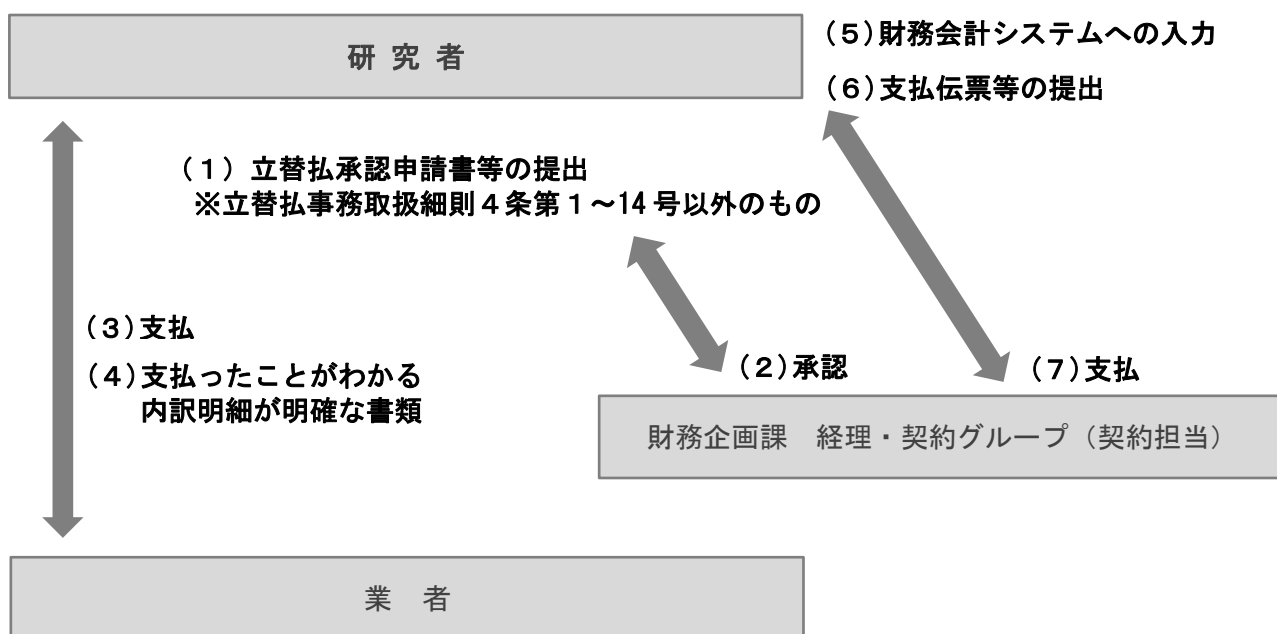 研 究 者
(5)財務会計システムへの入力
(6)支払伝票等の提出
(1) 立替払承認申請書等の提出
※立替払事務取扱細則4条第1~14号以外のもの
(3)支払
(4)支払ったことがわかる
内訳明細が明確な書類
(2)承認
(7)支払
財務企画課 経理・契約グループ(契約担当)
業 者